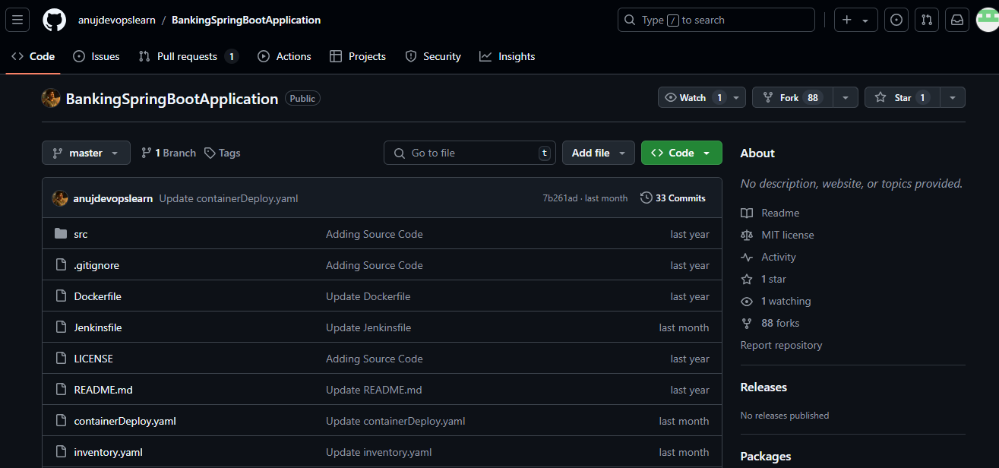 anujdevopslearn / BankingSpringBootApplication
Type / to search
Code Issues Pull requests 1 Actions Projects Security Insights
BankingSpringBootApplication Public
Watch 1 Fork 88 Star 1
master 1 Branch Tags
Go to file t
Add file
Code
anujdevopslearn Update containerDeploy.yaml 7b261ad · last month 33 Commits
src Adding Source Code last year
.gitignore Adding Source Code last year
Dockerfile Update Dockerfile last year
Jenkinsfile Update Jenkinsfile last month
LICENSE Adding Source Code last year
README.md Update README.md last year
containerDeploy.yaml Update containerDeploy.yaml last month
inventory.yaml Update inventory.yaml last month
About
No description, website, or topics provided.
Readme
MIT license
Activity
1 star
1 watching
88 forks
Report repository
Releases
No releases published
Packages